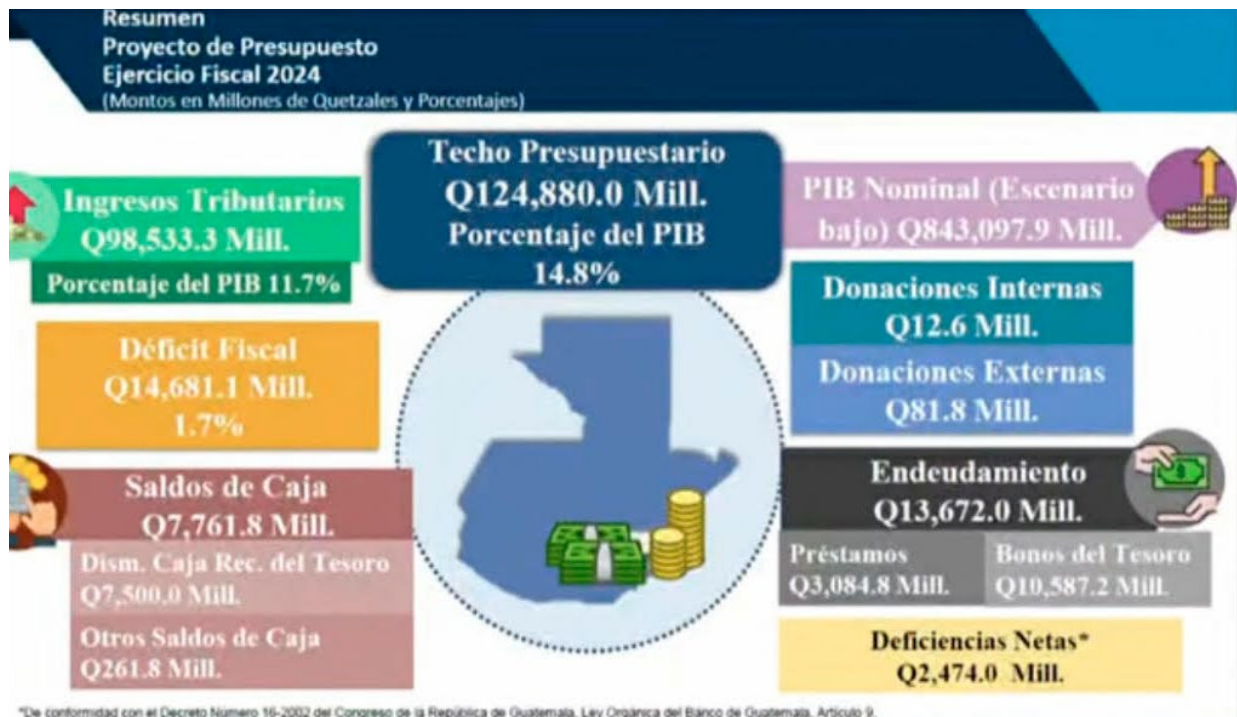 Resumen
Proyecto de Presupuesto
Ejercicio Fiscal 2024
(Montos en Millones de Quetzales y Porcentajes)
Techo Presupuestario
Q124,880.0 Mill.
Porcentaje del PIB
14.8%
Ingresos Tributarios
Q98,533.3 Mill.
Porcentaje del PIB 11.7%
Déficit Fiscal
Q14,681.1 Mill.
1.7%
Saldos de Caja
Q7,761.8 Mill.
Dism. Caja Rec. del Tesoro
Q7,500.0 Mill.
Otros Saldos de Caja
Q261.8 Mill.
PIB Nominal (Escenario
bajo) Q843,097.9 Mill.
Donaciones Internas
Q12.6 Mill.
Donaciones Externas
Q81.8 Mill.
Endeudamiento
Q13,672.0 Mill.
Préstamos
Q3,084.8 Mill.
Bonos del Tesoro
Q10,587.2 Mill.
Deficiencias Netas*
Q2,474.0 Mill.
*De conformidad con el Decreto Número 16-2002 del Congreso de la República de Guatemala, Ley Orgánica del Banco de Guatemala, Artículo 9.